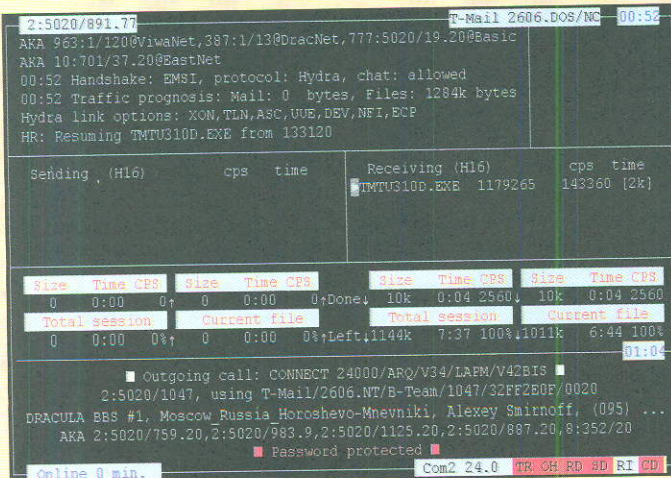 2:5020/891.77 T-Mail 2606.DOS/NC 00:52
AKA 963:1/120@ViwaNet,387:1/13@DracNet,777:5020/19.20@Basic
AKA 10:701/37.20@EastNet
00:52 Handshake: EMSI, protocol: Hydra, chat: allowed
00:52 Traffic prognosis: Mail: 0 bytes, Files: 1284k bytes
Hydra link options: XON,TLN,ASC,UUE,DEV,NFI,ECP
HR: Resuming TMTU310D.EXE from 133120
Sending (H16) cps time Receiving (H16) cps time
TMTU310D.EXE 1179265 143360 [2k]
Size Time CPS Size Time CPS Size Time CPS Size Time CPS
0 0:00 0↑ 0 0:00 0↑Done↓ 10k 0:04 2560↓ 10k 0:04 2560
Total session Current file Total session Current file
0 0:00 0%↑ 0 0:00 0%↑Left↓1144k 7:37 100%↓1011k 6:44 100%
01:04
Outgoing call: CONNECT 24000/ARQ/V34/LAPM/V42BIS
2:5020/1047, using T-Mail/2606.NT/B-Team/1047/32FF2E0F/0020
DRACULA BBS #1, Moscow_Russia_Horoshevo-Mnevniki, Alexey Smirnoff, (095) ...
AKA 2:5020/759.20,2:5020/983.9,2:5020/1125.20,2:5020/887.20,8:352/20
Password protected
Online 0 min. Com2 24.0 TR OH RD SD RI CD